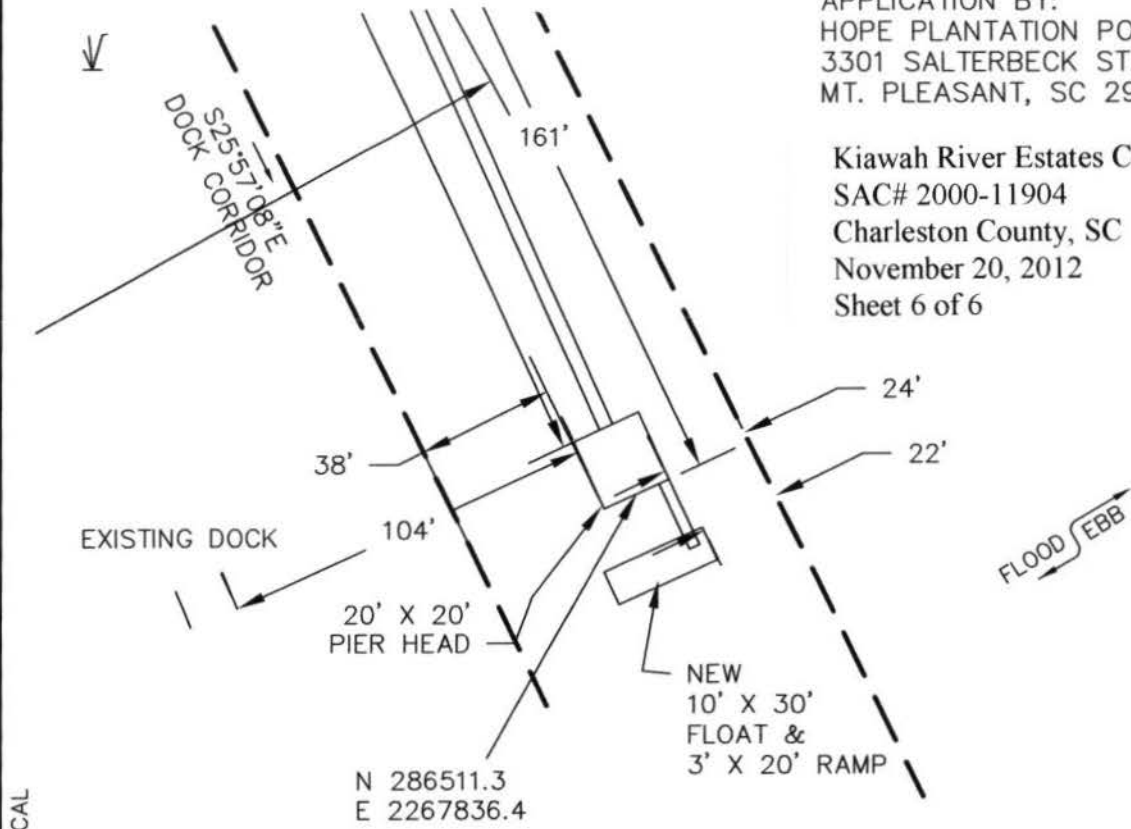 APPLICATION BY:
HOPE PLANTATION PO
3301 SALTERBECK ST
MT. PLEASANT, SC 29
Kiawah River Estates C
SAC# 2000-11904
Charleston County, SC
November 20, 2012
Sheet 6 of 6
S25°57'08"E
DOCK CORRIDOR
161'
24'
22'
38'
104'
EXISTING DOCK
FLOOD EBB
20' X 20'
PIER HEAD
NEW
10' X 30'
FLOAT &
3' X 20' RAMP
N 286511.3
E 2267836.4
CAL